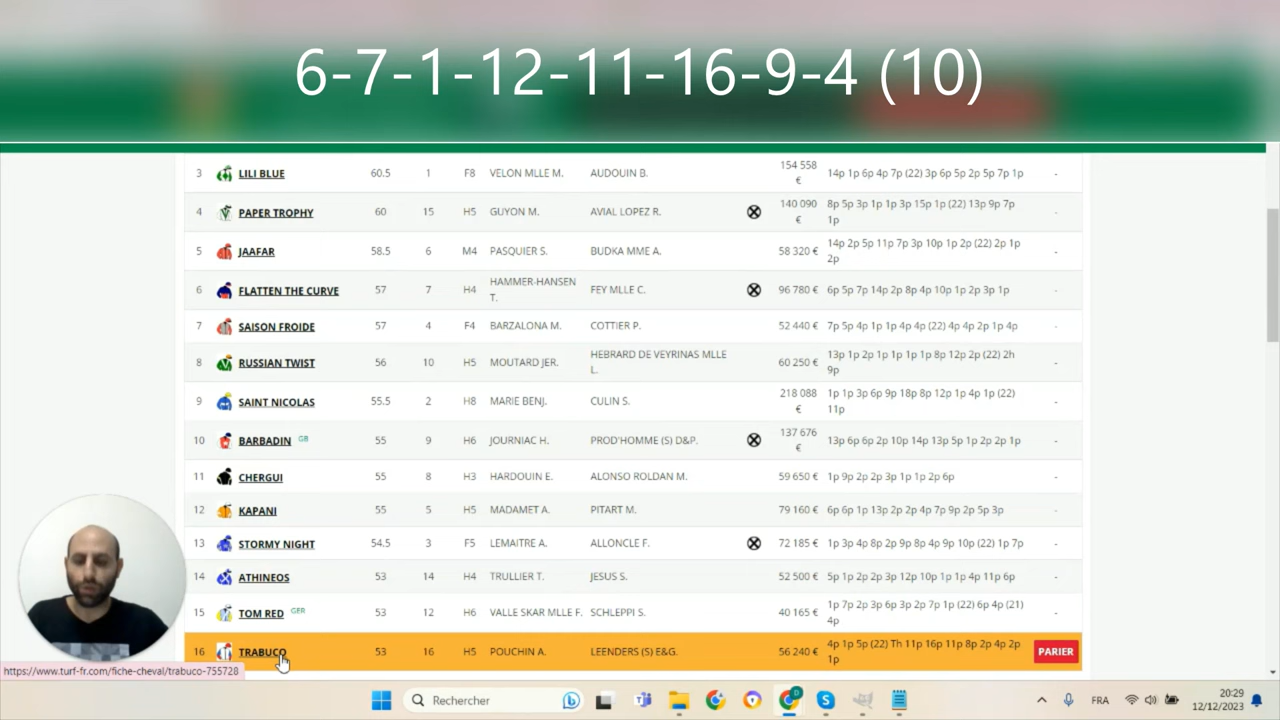 6-7-1-12-11-16-9-4 (10)
3 LILI BLUE 60.5 1 F8 VELON MLLE M. AUDOUIN B. 154 558 € 14p 1p 6p 4p 7p (22) 3p 6p 5p 2p 5p 7p 1p -
4 PAPER TROPHY 60 15 H5 GUYON M. AVIAL LOPEZ R. 140 090 € 8p 5p 3p 1p 1p 3p 15p 1p (22) 13p 9p 7p 1p -
5 JAAFAR 58.5 6 M4 PASQUIER S. BUDKA MME A. 58 320 € 14p 2p 5p 11p 7p 3p 10p 1p 2p (22) 2p 1p 2p -
6 FLATTEN THE CURVE 57 7 H4 HAMMER-HANSEN T. FEY MLLE C. 96 780 € 6p 5p 7p 14p 2p 8p 4p 10p 1p 2p 3p 1p -
7 SAISON FROIDE 57 4 F4 BARZALONA M. COTTIER P. 52 440 € 7p 5p 4p 1p 1p 4p 4p (22) 4p 4p 2p 1p 4p -
8 RUSSIAN TWIST 56 10 H5 MOUTARD JER. HEBRARD DE VEYRINAS MLLE L. 60 250 € 13p 1p 2p 1p 1p 1p 1p 8p 12p 2p (22) 2h 9p -
9 SAINT NICOLAS 55.5 2 H8 MARIE BENJ. CULIN S. 218 088 € 1p 1p 3p 6p 9p 18p 8p 12p 1p 4p 1p (22) 11p -
10 BARBADIN GB 55 9 H6 JOURNIAC H. PROD'HOMME (S) D&P. 137 676 € 13p 6p 6p 2p 10p 14p 13p 5p 1p 2p 2p 1p -
11 CHERGUI 55 8 H3 HARDOUIN E. ALONSO ROLDAN M. 59 650 € 1p 9p 2p 2p 3p 1p 1p 2p 6p -
12 KAPANI 55 5 H5 MADAMET A. PITART M. 79 160 € 6p 6p 1p 13p 2p 2p 4p 7p 9p 2p 5p 3p -
13 STORMY NIGHT 54.5 3 F5 LEMAITRE A. ALLONCLE F. 72 185 € 1p 3p 4p 8p 2p 9p 8p 4p 9p 10p (22) 1p 7p -
14 ATHINEOS 53 14 H4 TRULLIER T. JESUS S. 52 500 € 5p 1p 2p 2p 3p 12p 10p 1p 1p 4p 11p 6p -
15 TOM RED GER 53 12 H6 VALLE SKAR MLLE F. SCHLEPPI S. 40 165 € 1p 7p 2p 3p 6p 3p 2p 7p 1p (22) 6p 4p (21) 4p -
16 TRABUCO 53 16 H5 POUCHIN A. LEENDERS (S) E&G. 56 240 € 4p 1p 5p (22) Th 11p 16p 11p 8p 2p 4p 2p 1p PARIER
https://www.turf-fr.com/fiche-cheval/trabuco-755728
Rechercher
FRA
20:29
12/12/2023